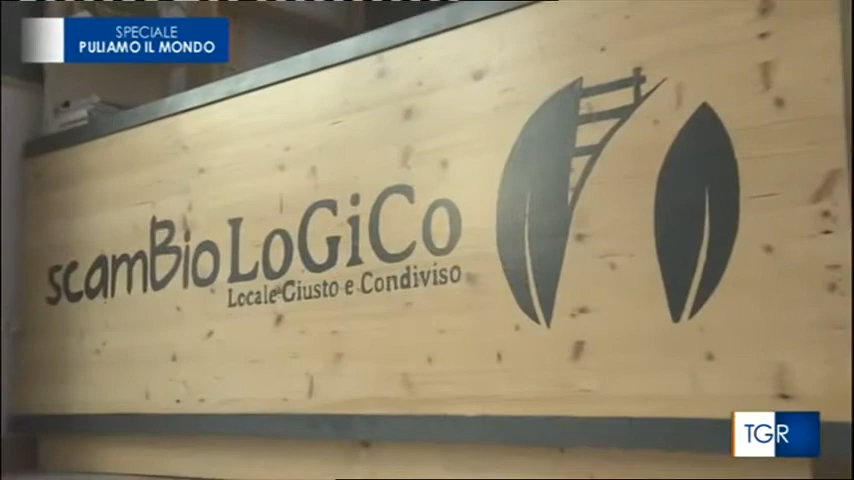 SPECIALE
PULIAMO IL MONDO
scamBio LoGiCo
Locale Giusto e Condiviso
TGR